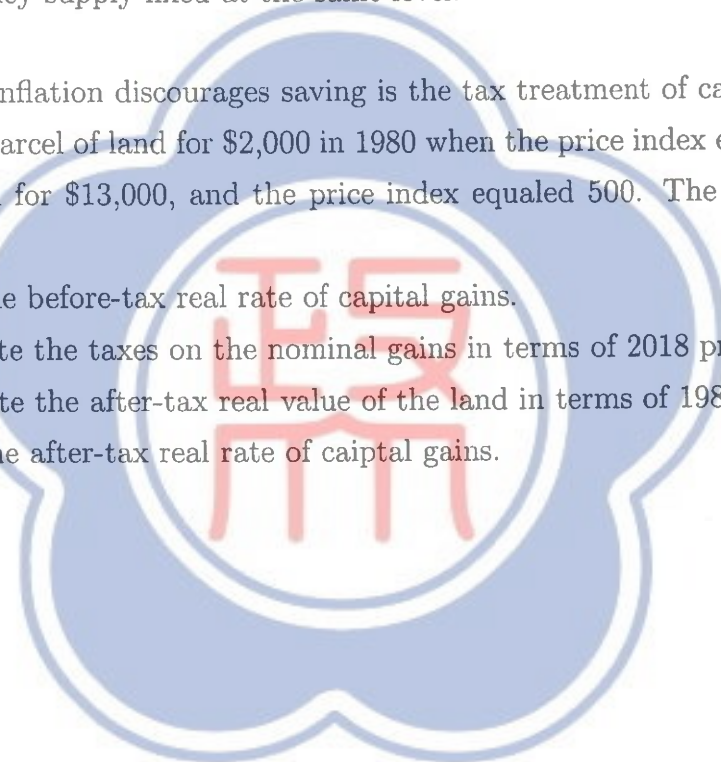 ey supply fixed at the same level.
nflation discourages saving is the tax treatment of ca
arcel of land for $2,000 in 1980 when the price index e
for $13,000, and the price index equaled 500. The
e before-tax real rate of capital gains.
te the taxes on the nominal gains in terms of 2018 pr
te the after-tax real value of the land in terms of 198
e after-tax real rate of caiptal gains.